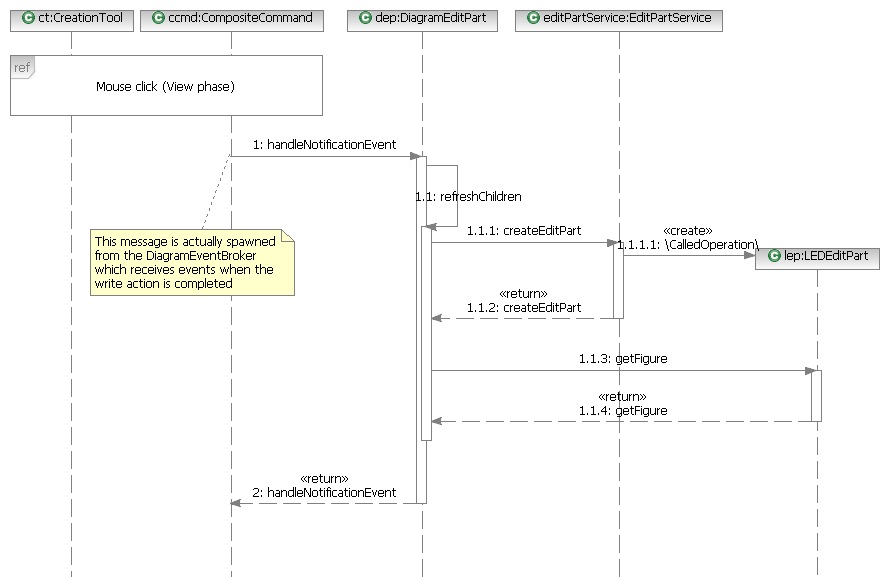 ct:CreationTool
ccmd:CompositeCommand
dep:DiagramEditPart
editPartService:EditPartService
ref
Mouse click (View phase)
1: handleNotificationEvent
1.1: refreshChildren
This message is actually spawned
from the DiagramEventBroker
which receives events when the
write action is completed
1.1.1: createEditPart
«create»
1.1.1.1: \CalledOperation\
lep:LEDEditPart
«return»
1.1.2: createEditPart
1.1.3: getFigure
«return»
1.1.4: getFigure
«return»
2: handleNotificationEvent